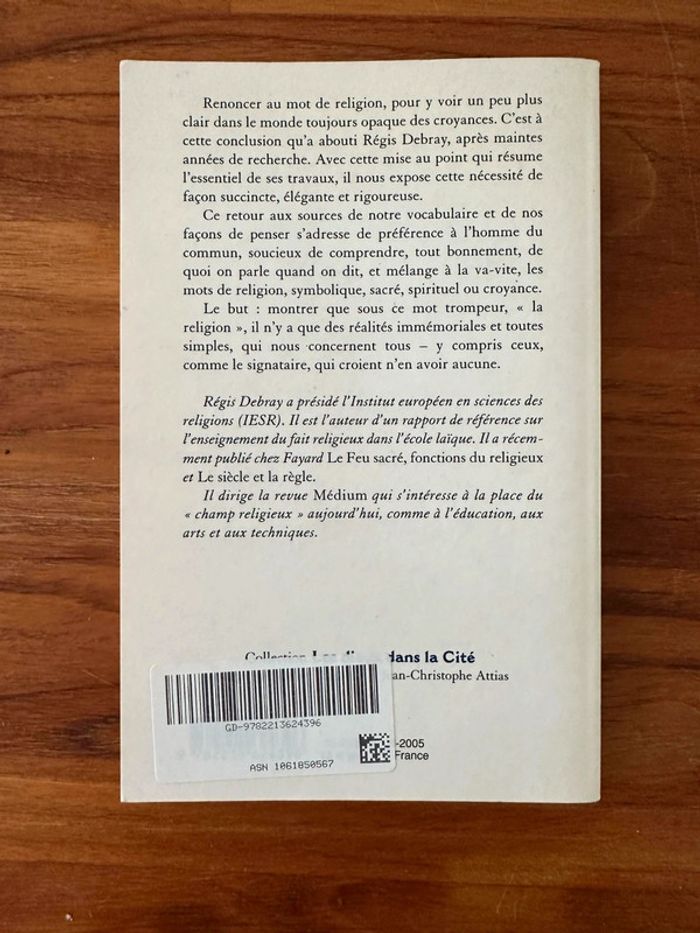 Renoncer au mot de religion, pour y voir un peu plus
clair dans le monde toujours opaque des croyances. C'est à
cette conclusion qu'a abouti Régis Debray, après maintes
années de recherche. Avec cette mise au point qui résume
l'essentiel de ses travaux, il nous expose cette nécessité de
façon succincte, élégante et rigoureuse.
Ce retour aux sources de notre vocabulaire et de nos
façons de penser s'adresse de préférence à l'homme du
commun, soucieux de comprendre, tout bonnement, de
quoi on parle quand on dit, et mélange à la va-vite, les
mots de religion, symbolique, sacré, spirituel ou croyance.
Le but : montrer que sous ce mot trompeur, « la
religion », il n'y a que des réalités immémoriales et toutes
simples, qui nous concernent tous – y compris ceux,
comme le signataire, qui croient n'en avoir aucune.
Régis Debray a présidé l'Institut européen en sciences des
religions (IESR). Il est l'auteur d'un rapport de référence sur
l'enseignement du fait religieux dans l'école laïque. Il a récem-
ment publié chez Fayard Le Feu sacré, fonctions du religieux
et Le siècle et la règle.
Il dirige la revue Médium qui s'intéresse à la place du
« champ religieux » aujourd'hui, comme à l'éducation, aux
arts et aux techniques.
dans la Cité
an-Christophe Attias
GD-9782213624396
-2005
France
ASN 1061850567